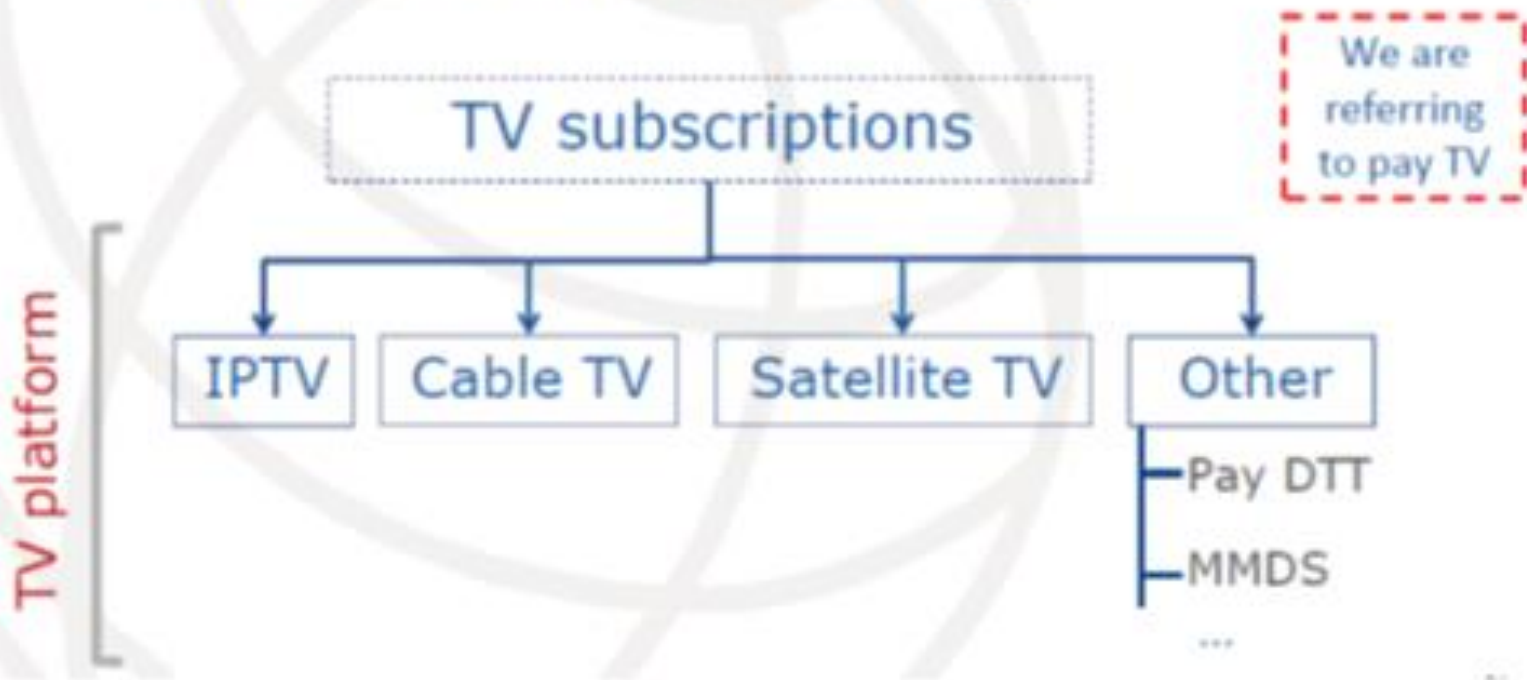 We are
referring
to pay TV
TV subscriptions
TV platform
IPTV
Cable TV
Satellite TV
Other
Pay DTT
MMDS
...